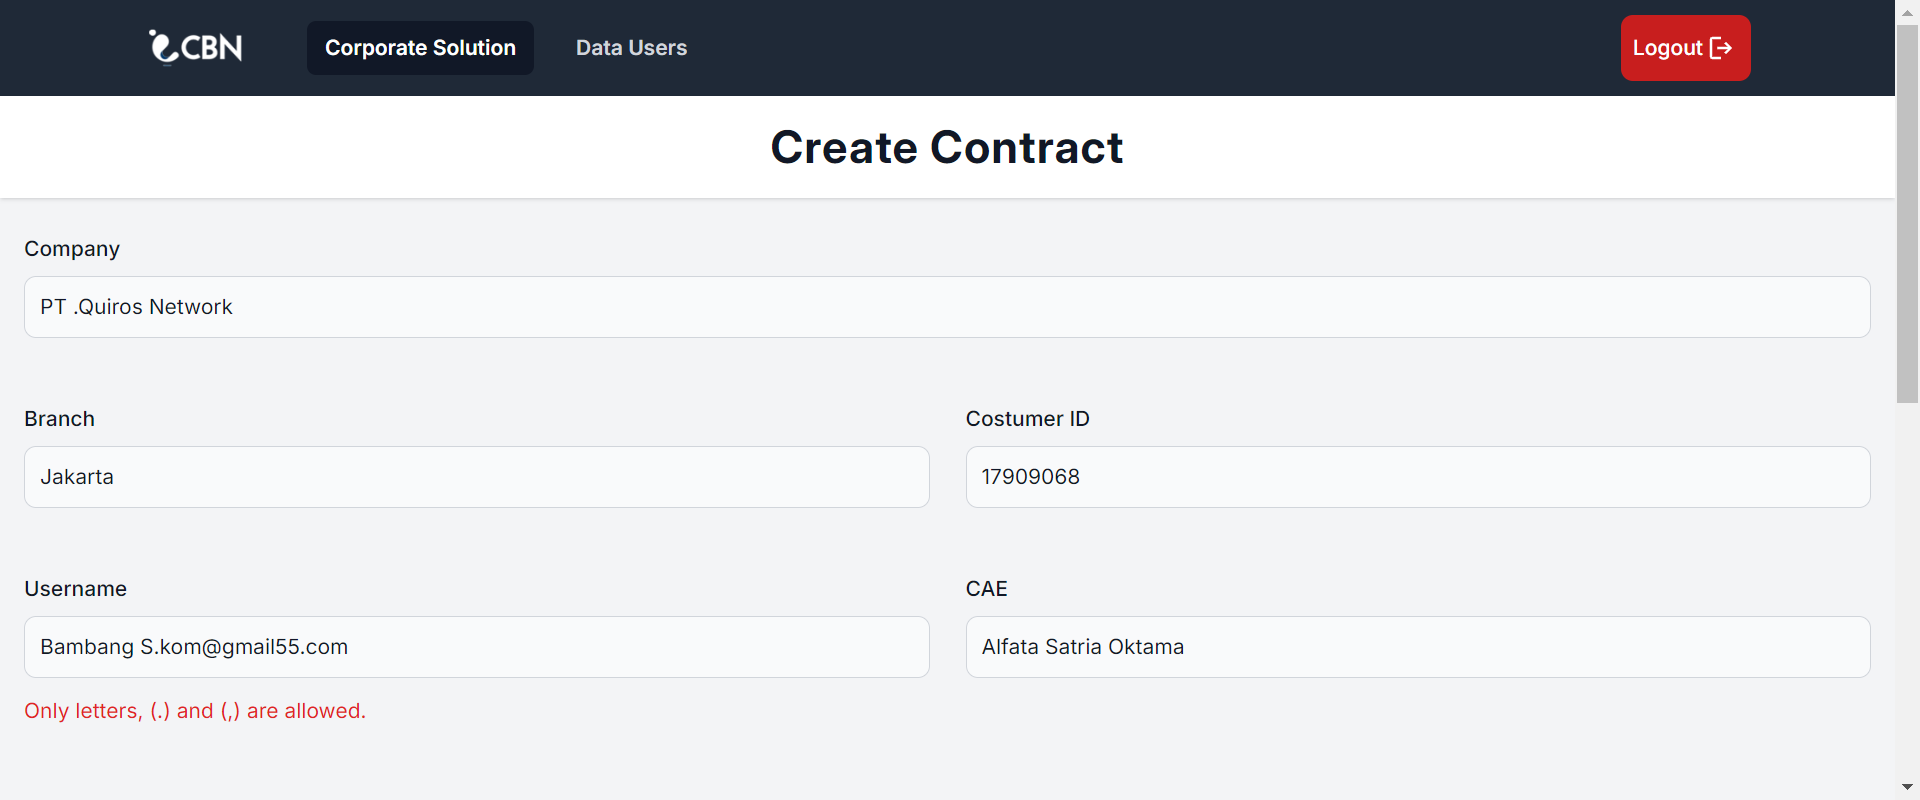 CBN
Corporate Solution
Data Users
Logout
Create Contract
Company
PT .Quiros Network
Branch
Costumer ID
Jakarta
17909068
Username
CAE
Bambang S.kom@gmail55.com
Alfata Satria Oktama
Only letters, (.) and (,) are allowed.